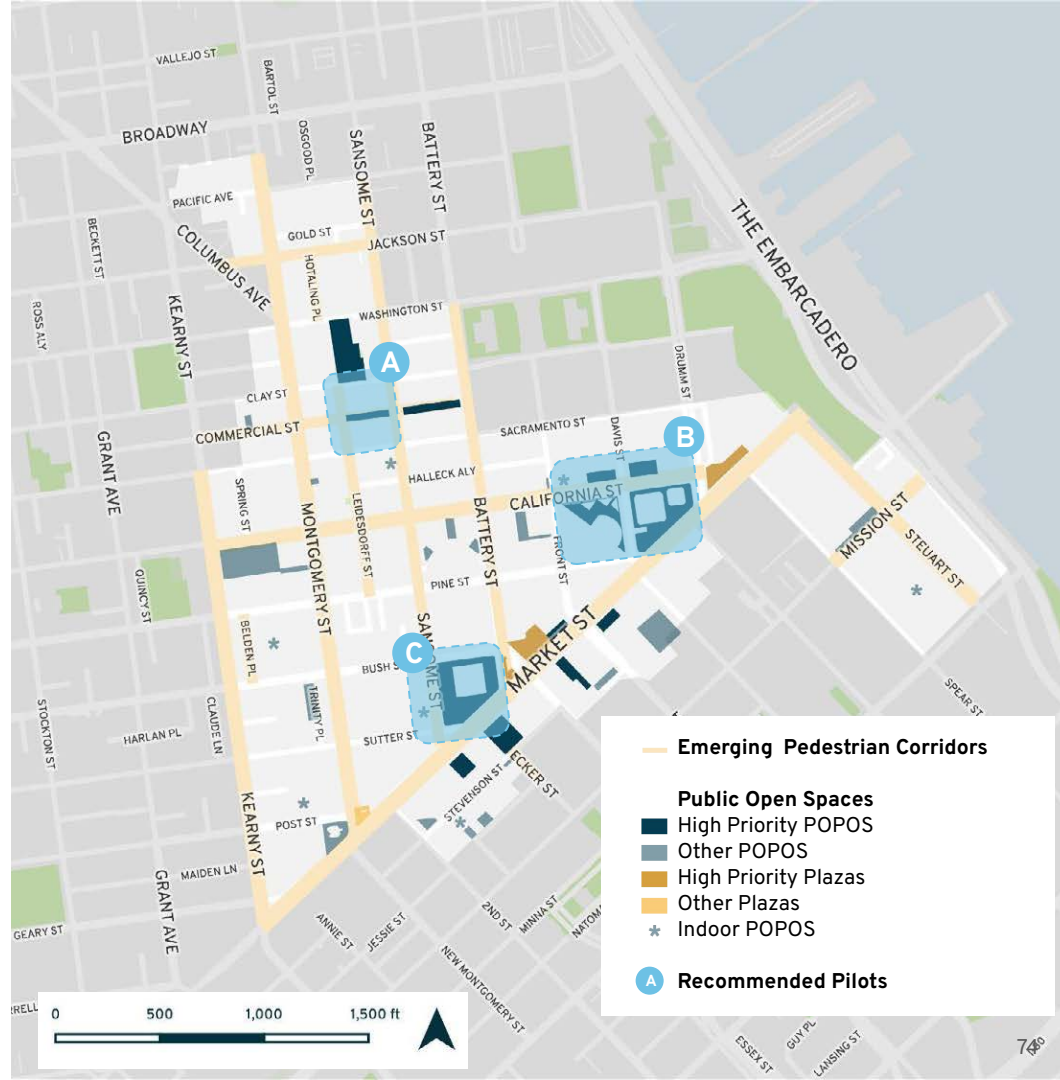 VALLEJO ST
BARTOL ST
BROADWAY
OSGOOD PL
SANSOME ST
BATTERY ST
PACIFIC AVE
GOLD ST
JACKSON ST
THE EMBARCADERO
BECKETT ST
COLUMBUS AVE
HOTALING PL
ROSS ALY
KEARNY ST
WASHINGTON ST
A
DRUMM ST
CLAY ST
COMMERCIAL ST
SACRAMENTO ST
DAVIS ST
B
GRANT AVE
SPRING ST
HALLECK ALY
CALIFORNIA ST
MONTGOMERY ST
LEIDESDORFF ST
BATTERY ST
FRONT ST
MISSION ST
STEUART ST
QUINCY ST
PINE ST
BELDEN PL
SANSOME ST
C
BUSH S
MARKET ST
STOCKTON ST
CLAUDE LN
TRINITY PL
HARLAN PL
SUTTER ST
ECKER ST
SPEAR ST
STEVENSON ST
KEARNY ST
POST ST
MAIDEN LN
GRANT AVE
GEARY ST
ANNIE ST
JESSIE ST
2ND ST
MINNA ST
NATOMA
NEW MONTGOMERY ST
RRELL
Emerging Pedestrian Corridors
Public Open Spaces
High Priority POPOS
Other POPOS
High Priority Plazas
Other Plazas
* Indoor POPOS
A Recommended Pilots
0 500 1,000 1,500 ft
ESSEX ST
GUY PL
LANSING ST